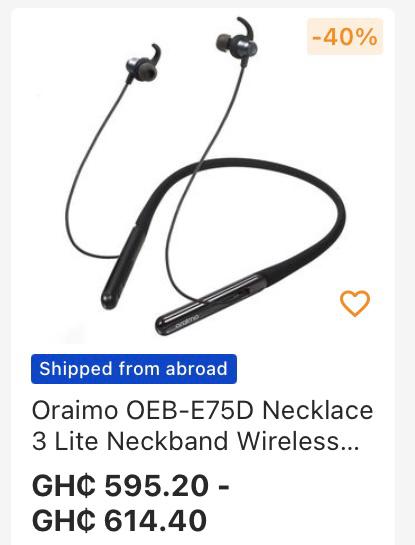 -40%
oraimo
Shipped from abroad
Oraimo OEB-E75D Necklace
3 Lite Neckband Wireless...
GH₵ 595.20 -
GH₵ 614.40